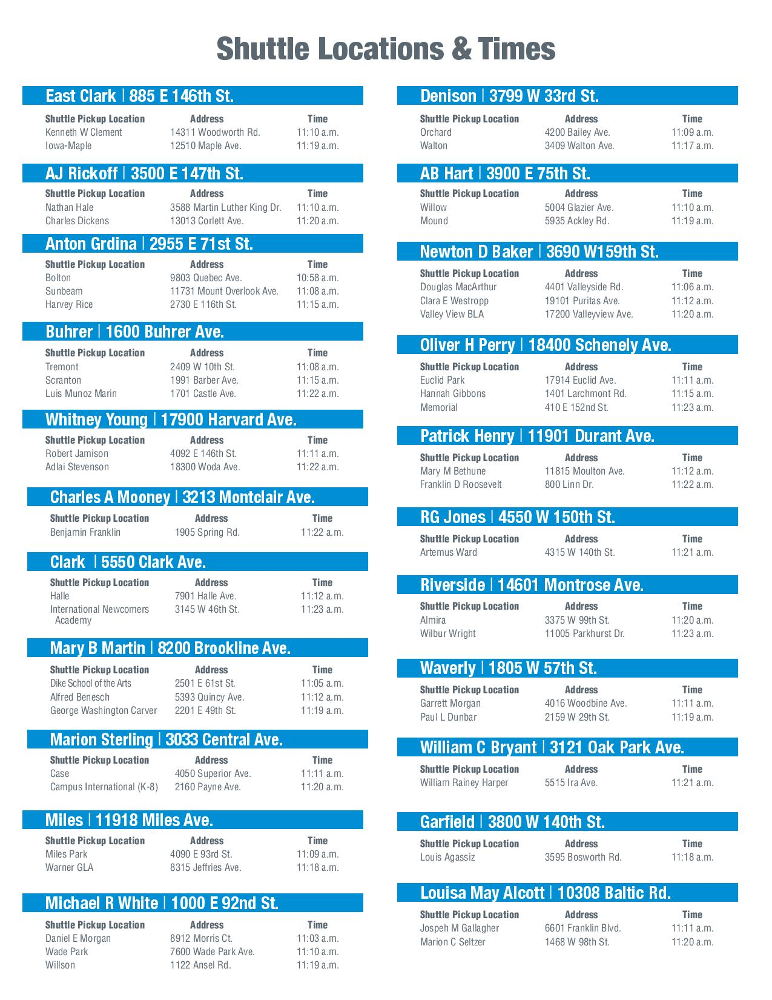 Shuttle Locations & Times
East Clark | 885 E 146th St.
Shuttle Pickup Location Address Time
Kenneth W Clement 14311 Woodworth Rd. 11:10 a.m.
Iowa-Maple 12510 Maple Ave. 11:19 a.m.
AJ Rickoff | 3500 E 147th St.
Shuttle Pickup Location Address Time
Nathan Hale 3588 Martin Luther King Dr. 11:10 a.m.
Charles Dickens 13013 Corlett Ave. 11:20 a.m.
Anton Grdina | 2955 E 71st St.
Shuttle Pickup Location Address Time
Bolton 9803 Quebec Ave. 10:58 a.m.
Sunbeam 11731 Mount Overlook Ave. 11:08 a.m.
Harvey Rice 2730 E 116th St. 11:15 a.m.
Buhrer | 1600 Buhrer Ave.
Shuttle Pickup Location Address Time
Tremont 2409 W 10th St. 11:08 a.m.
Scranton 1991 Barber Ave. 11:15 a.m.
Luis Munoz Marin 1701 Castle Ave. 11:22 a.m.
Whitney Young | 17900 Harvard Ave.
Shuttle Pickup Location Address Time
Robert Jamison 4092 E 146th St. 11:11 a.m.
Adlai Stevenson 18300 Woda Ave. 11:22 a.m.
Charles A Mooney | 3213 Montclair Ave.
Shuttle Pickup Location Address Time
Benjamin Franklin 1905 Spring Rd. 11:22 a.m.
Clark | 5550 Clark Ave.
Shuttle Pickup Location Address Time
Halle 7901 Halle Ave. 11:12 a.m.
International Newcomers 3145 W 46th St. 11:23 a.m.
Academy
Mary B Martin | 8200 Brookline Ave.
Shuttle Pickup Location Address Time
Dike School of the Arts 2501 E 61st St. 11:05 a.m.
Alfred Benesch 5393 Quincy Ave. 11:12 a.m.
George Washington Carver 2201 E 49th St. 11:19 a.m.
Marion Sterling | 3033 Central Ave.
Shuttle Pickup Location Address Time
Case 4050 Superior Ave. 11:11 a.m.
Campus International (K-8) 2160 Payne Ave. 11:20 a.m.
Miles | 11918 Miles Ave.
Shuttle Pickup Location Address Time
Miles Park 4090 E 93rd St. 11:09 a.m.
Warner GLA 8315 Jeffries Ave. 11:18 a.m.
Michael R White | 1000 E 92nd St.
Shuttle Pickup Location Address Time
Daniel E Morgan 8912 Morris Ct. 11:03 a.m.
Wade Park 7600 Wade Park Ave. 11:10 a.m.
Willson 1122 Ansel Rd. 11:19 a.m.
Denison | 3799 W 33rd St.
Shuttle Pickup Location Address Time
Orchard 4200 Bailey Ave. 11:09 a.m.
Walton 3409 Walton Ave. 11:17 a.m.
AB Hart | 3900 E 75th St.
Shuttle Pickup Location Address Time
Willow 5004 Glazier Ave. 11:10 a.m.
Mound 5935 Ackley Rd. 11:19 a.m.
Newton D Baker | 3690 W159th St.
Shuttle Pickup Location Address Time
Douglas MacArthur 4401 Valleyside Rd. 11:06 a.m.
Clara E Westropp 19101 Puritas Ave. 11:12 a.m.
Valley View BLA 17200 Valleyview Ave. 11:20 a.m.
Oliver H Perry | 18400 Schenely Ave.
Shuttle Pickup Location Address Time
Euclid Park 17914 Euclid Ave. 11:11 a.m.
Hannah Gibbons 1401 Larchmont Rd. 11:15 a.m.
Memorial 410 E 152nd St. 11:23 a.m.
Patrick Henry | 11901 Durant Ave.
Shuttle Pickup Location Address Time
Mary M Bethune 11815 Moulton Ave. 11:12 a.m.
Franklin D Roosevelt 800 Linn Dr. 11:22 a.m.
RG Jones | 4550 W 150th St.
Shuttle Pickup Location Address Time
Artemus Ward 4315 W 140th St. 11:21 a.m.
Riverside | 14601 Montrose Ave.
Shuttle Pickup Location Address Time
Almira 3375 W 99th St. 11:20 a.m.
Wilbur Wright 11005 Parkhurst Dr. 11:23 a.m.
Waverly | 1805 W 57th St.
Shuttle Pickup Location Address Time
Garrett Morgan 4016 Woodbine Ave. 11:11 a.m.
Paul L Dunbar 2159 W 29th St. 11:19 a.m.
William C Bryant | 3121 Oak Park Ave.
Shuttle Pickup Location Address Time
William Rainey Harper 5515 Ira Ave. 11:21 a.m.
Garfield | 3800 W 140th St.
Shuttle Pickup Location Address Time
Louis Agassiz 3595 Bosworth Rd. 11:18 a.m.
Louisa May Alcott | 10308 Baltic Rd.
Shuttle Pickup Location Address Time
Jospeh M Gallagher 6601 Franklin Blvd. 11:11 a.m.
Marion C Seltzer 1468 W 98th St. 11:20 a.m.